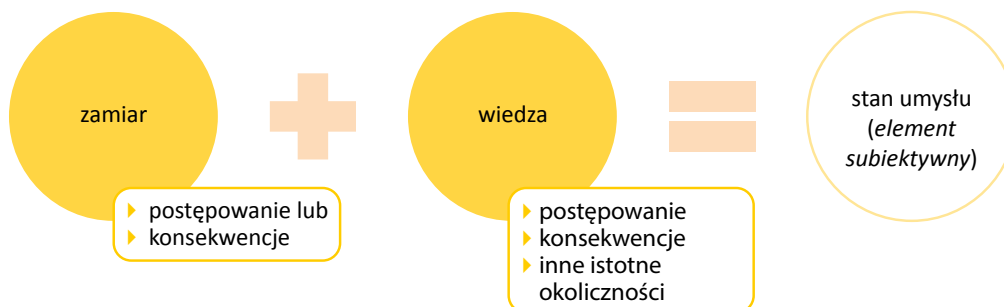 zamiar
postępowanie lub
konsekwencje
wiedza
postępowanie
konsekwencje
inne istotne
okoliczności
stan umysłu
(element
subiektywny)